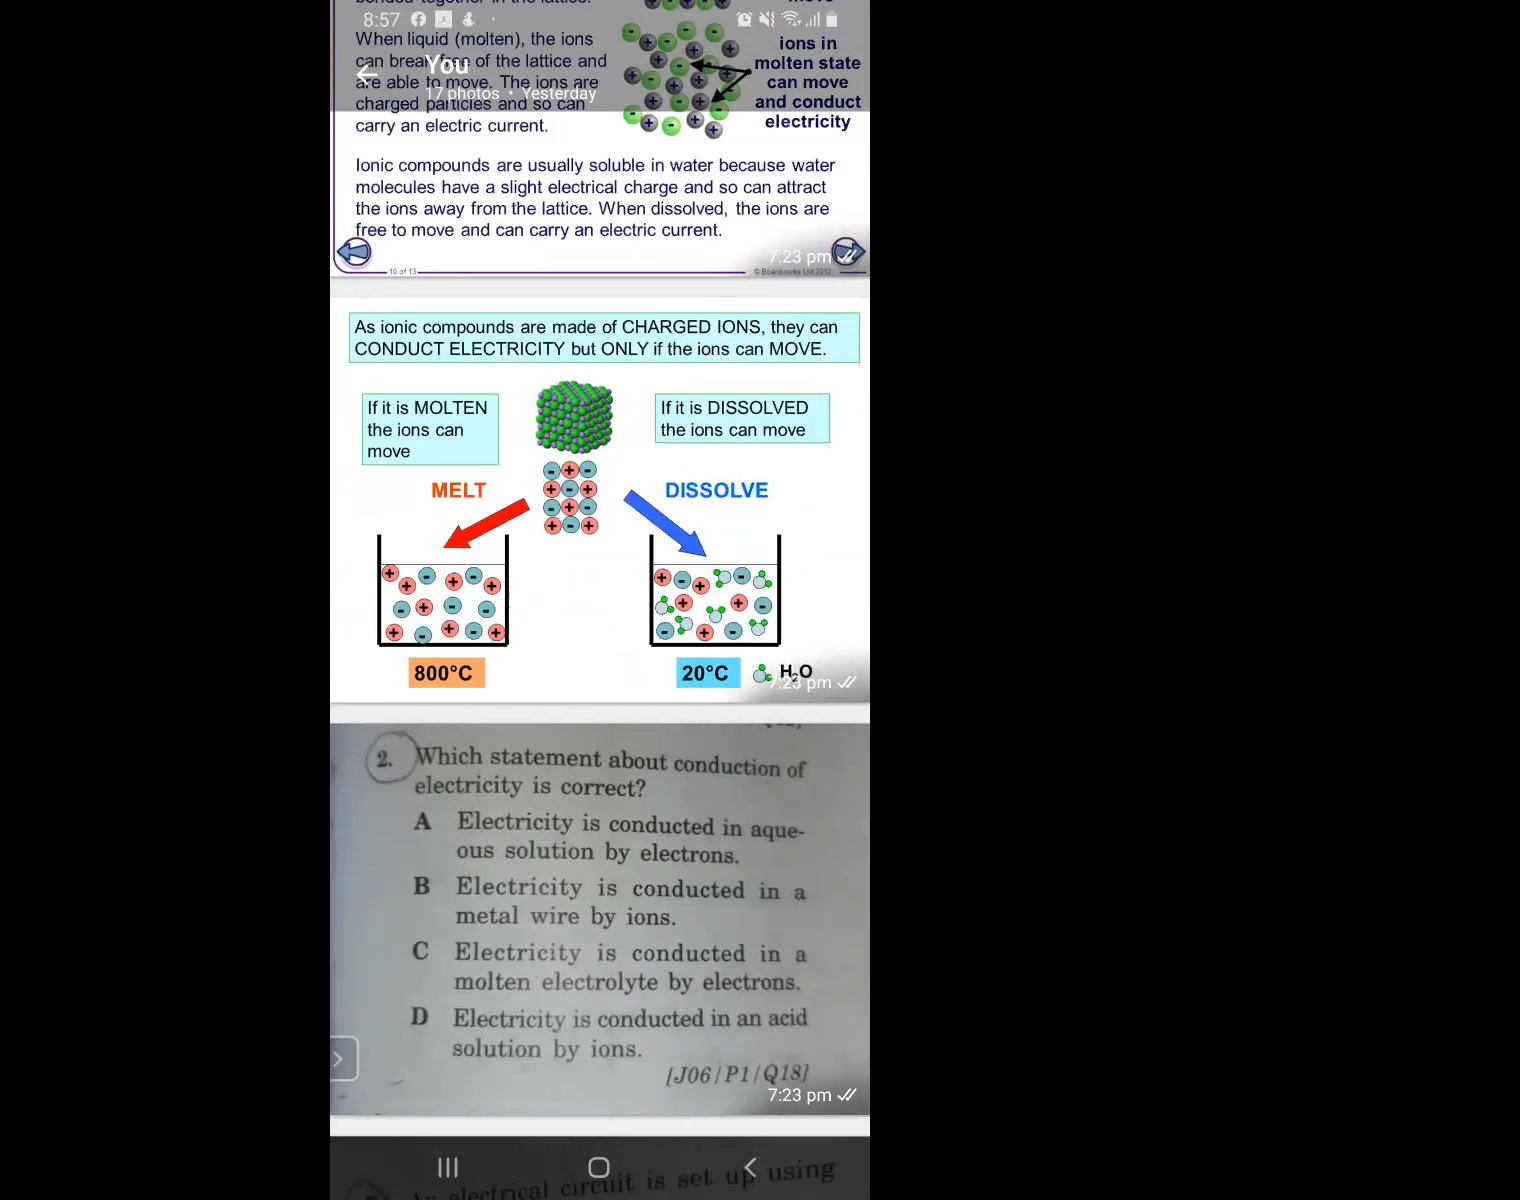 8:57
When liquid (molten), the ions
can break free of the lattice and
You
are able to move. The ions are
17 photos • Yesterday
charged particles and so can
carry an electric current.
ions in
molten state
can move
and conduct
electricity
Ionic compounds are usually soluble in water because water
molecules have a slight electrical charge and so can attract
the ions away from the lattice. When dissolved, the ions are
free to move and can carry an electric current.
7:23 pm
10 of 13
© Boardworks Ltd 2012
As ionic compounds are made of CHARGED IONS, they can
CONDUCT ELECTRICITY but ONLY if the ions can MOVE.
If it is MOLTEN
the ions can
move
If it is DISSOLVED
the ions can move
MELT
DISSOLVE
800°C
20°C
H₂O
7:23 pm
2. Which statement about conduction of
electricity is correct?
A Electricity is conducted in aque-
ous solution by electrons.
B Electricity is conducted in a
metal wire by ions.
C Electricity is conducted in a
molten electrolyte by electrons.
D Electricity is conducted in an acid
solution by ions.
[J06/P1/Q18]
7:23 pm
An electrical circuit is set up using